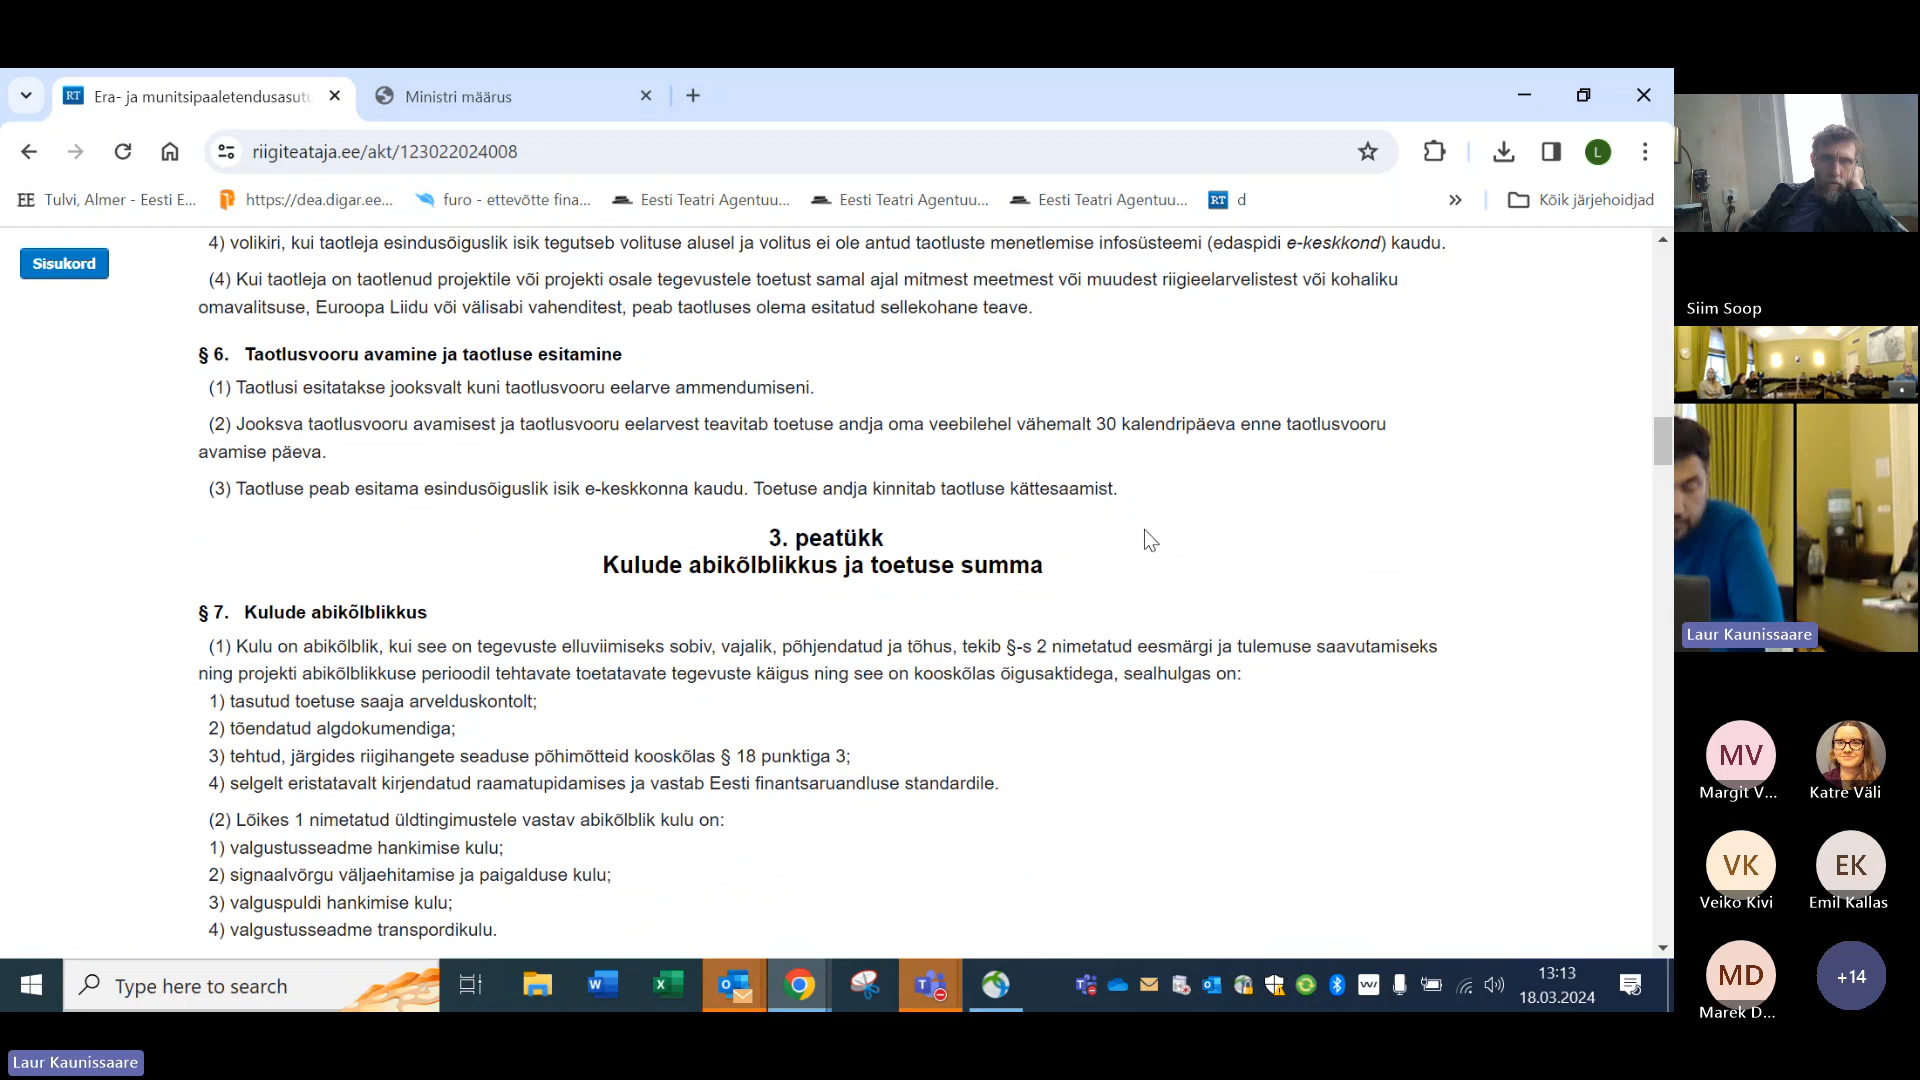 Era- ja munitsipaaletendusasutu
Ministri määrus
riigiteataja.ee/akt/123022024008
L
EE Tulvi, Almer - Eesti E...
https://dea.digar.ee...
furo - ettevõtte fina...
Eesti Teatri Agentuu...
Eesti Teatri Agentuu...
Eesti Teatri Agentuu...
RT d
Kõik järjehoidjad
Sisukord
4) volikiri, kui taotleja esindusõiguslik isik tegutseb volituse alusel ja volitus ei ole antud taotluste menetlemise infosüsteemi (edaspidi e-keskkond) kaudu.
(4) Kui taotleja on taotlenud projektile või projekti osale tegevustele toetust samal ajal mitmest meetmest või muudest riigieelarvelistest või kohaliku
omavalitsuse, Euroopa Liidu või välisabi vahenditest, peab taotluses olema esitatud sellekohane teave.
§ 6. Taotlusvooru avamine ja taotluse esitamine
(1) Taotlusi esitatakse jooksvalt kuni taotlusvooru eelarve ammendumiseni.
(2) Jooksva taotlusvooru avamisest ja taotlusvooru eelarvest teavitab toetuse andja oma veebilehel vähemalt 30 kalendripäeva enne taotlusvooru
avamise päeva.
(3) Taotluse peab esitama esindusõiguslik isik e-keskkonna kaudu. Toetuse andja kinnitab taotluse kättesaamist.
3. peatükk
Kulude abikõlblikkus ja toetuse summa
§ 7. Kulude abikõlblikkus
(1) Kulu on abikõlblik, kui see on tegevuste elluviimiseks sobiv, vajalik, põhjendatud ja tõhus, tekib §-s 2 nimetatud eesmärgi ja tulemuse saavutamiseks
ning projekti abikõlblikkuse perioodil tehtavate toetatavate tegevuste käigus ning see on kooskõlas õigusaktidega, sealhulgas on:
1) tasutud toetuse saaja arvelduskontolt;
2) tõendatud algdokumendiga;
3) tehtud, järgides riigihangete seaduse põhimõtteid kooskõlas § 18 punktiga 3;
4) selgelt eristatavalt kirjendatud raamatupidamises ja vastab Eesti finantsaruandluse standardile.
(2) Lõikes 1 nimetatud üldtingimustele vastav abikõlblik kulu on:
1) valgustusseadme hankimise kulu;
2) signaalvõrgu väljaehitamise ja paigalduse kulu;
3) valguspuldi hankimise kulu;
4) valgustusseadme transpordikulu.
Type here to search
13:13
18.03.2024
Siim Soop
Laur Kaunissaare
MV
Margit V...
Katre Väli
VK
Veiko Kivi
EK
Emil Kallas
MD
Marek D...
+14
Laur Kaunissaare